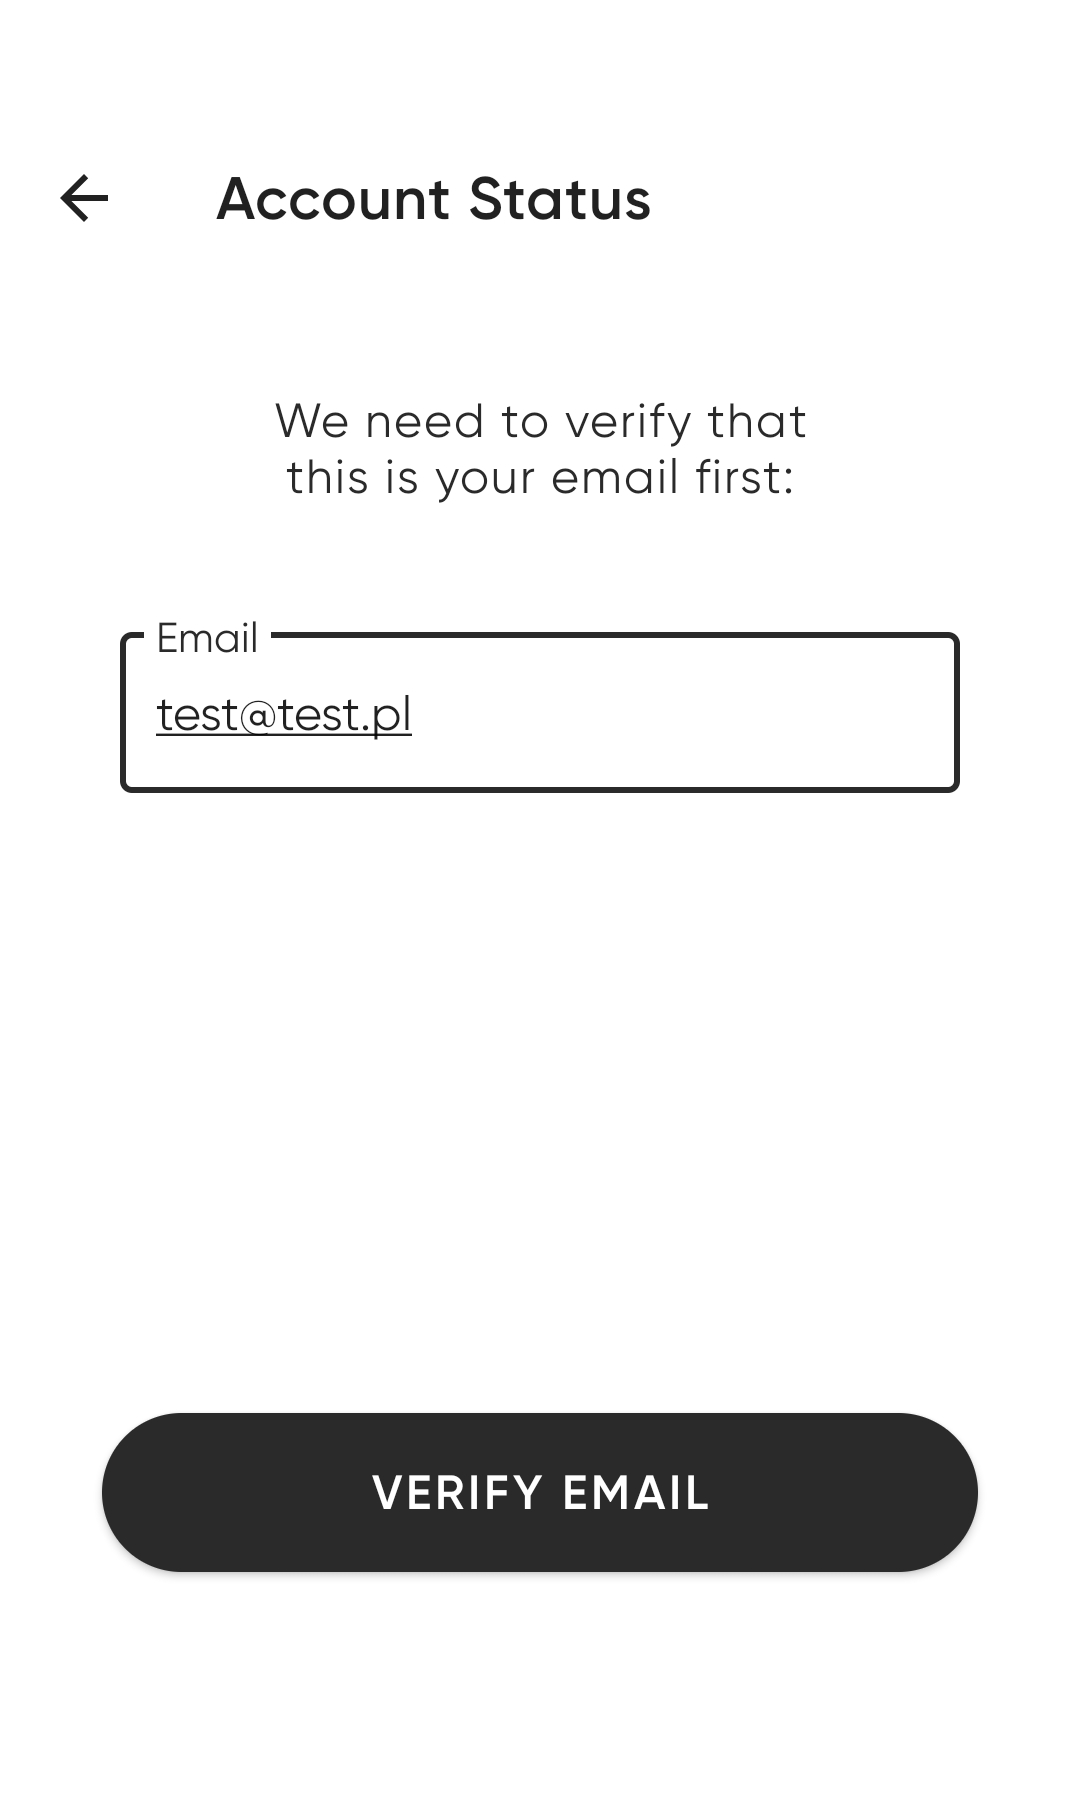 Account Status
We need to verify that
this is your email first:
Email
test@test.pl
VERIFY EMAIL